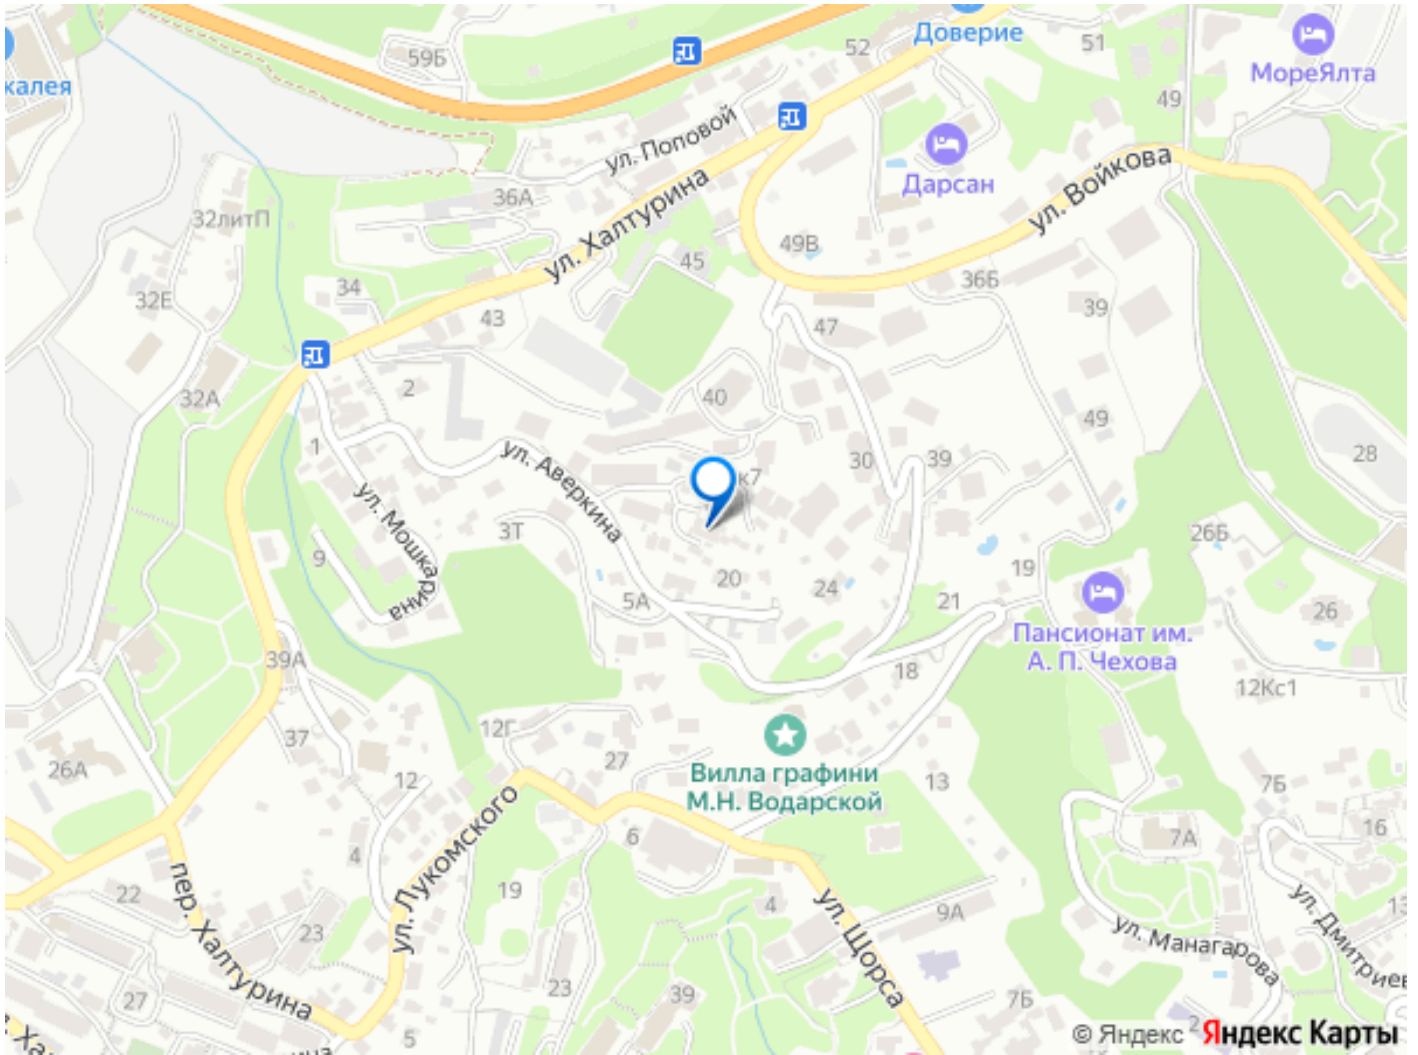 Доверие
52
51
59Б
МореЯлта
халея
49
ул. Поповой
ул. Войкова
Дарсан
36А
32литП
ул. Халтурина
49В
45
36Б
34
32Е
43
39
47
2
32А
40
49
1
ул. Аверкина
30
39
28
к7
ул. Мошкарина
3Т
26Б
9
20
19
24
5А
21
26
Пансионат им.
А. П. Чехова
39А
18
12Кс1
12Г
37
27
Вилла графини
М.Н. Водарской
26А
12
13
7Б
6
16
7А
4
ул. Лукомского
22
19
пер. Халтурина
4
ул. Щорса
9А
13
23
ул. Манагарова
ул. Дмитриев
27
23
39
7Б
5
2
© Яндекс
Яндекс Карты